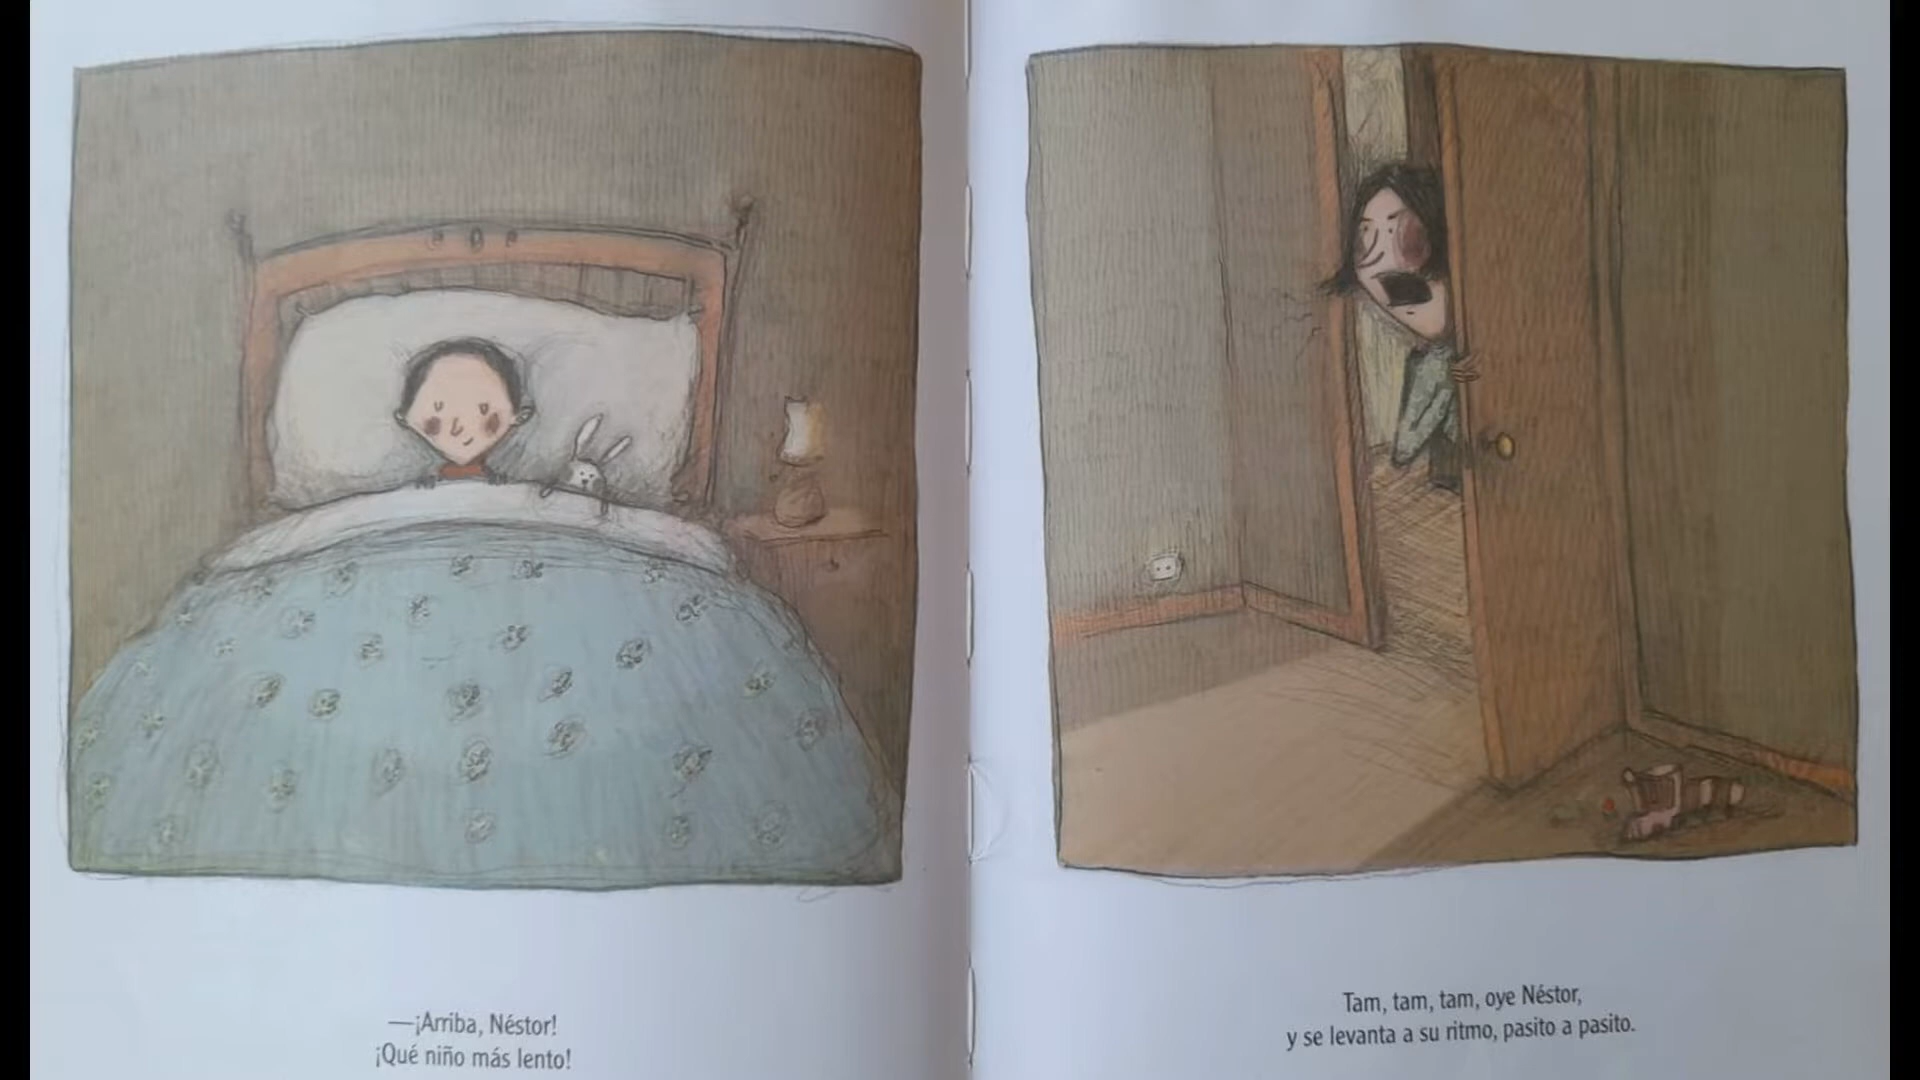 —¡Arriba, Néstor!
¡Qué niño más lento!
Tam, tam, tam, oye Néstor,
y se levanta a su ritmo, pasito a pasito.